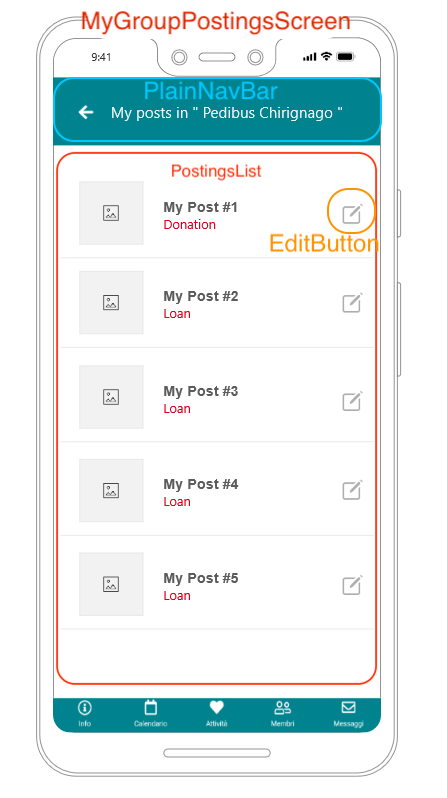 MyGroupPostingsScreen
9:41
PlainNavBar
My posts in " Pedibus Chirignago "
PostingsList
My Post #1
Donation
EditButton
My Post #2
Loan
My Post #3
Loan
My Post #4
Loan
My Post #5
Loan
Info Calendario Attività Membri Messaggi